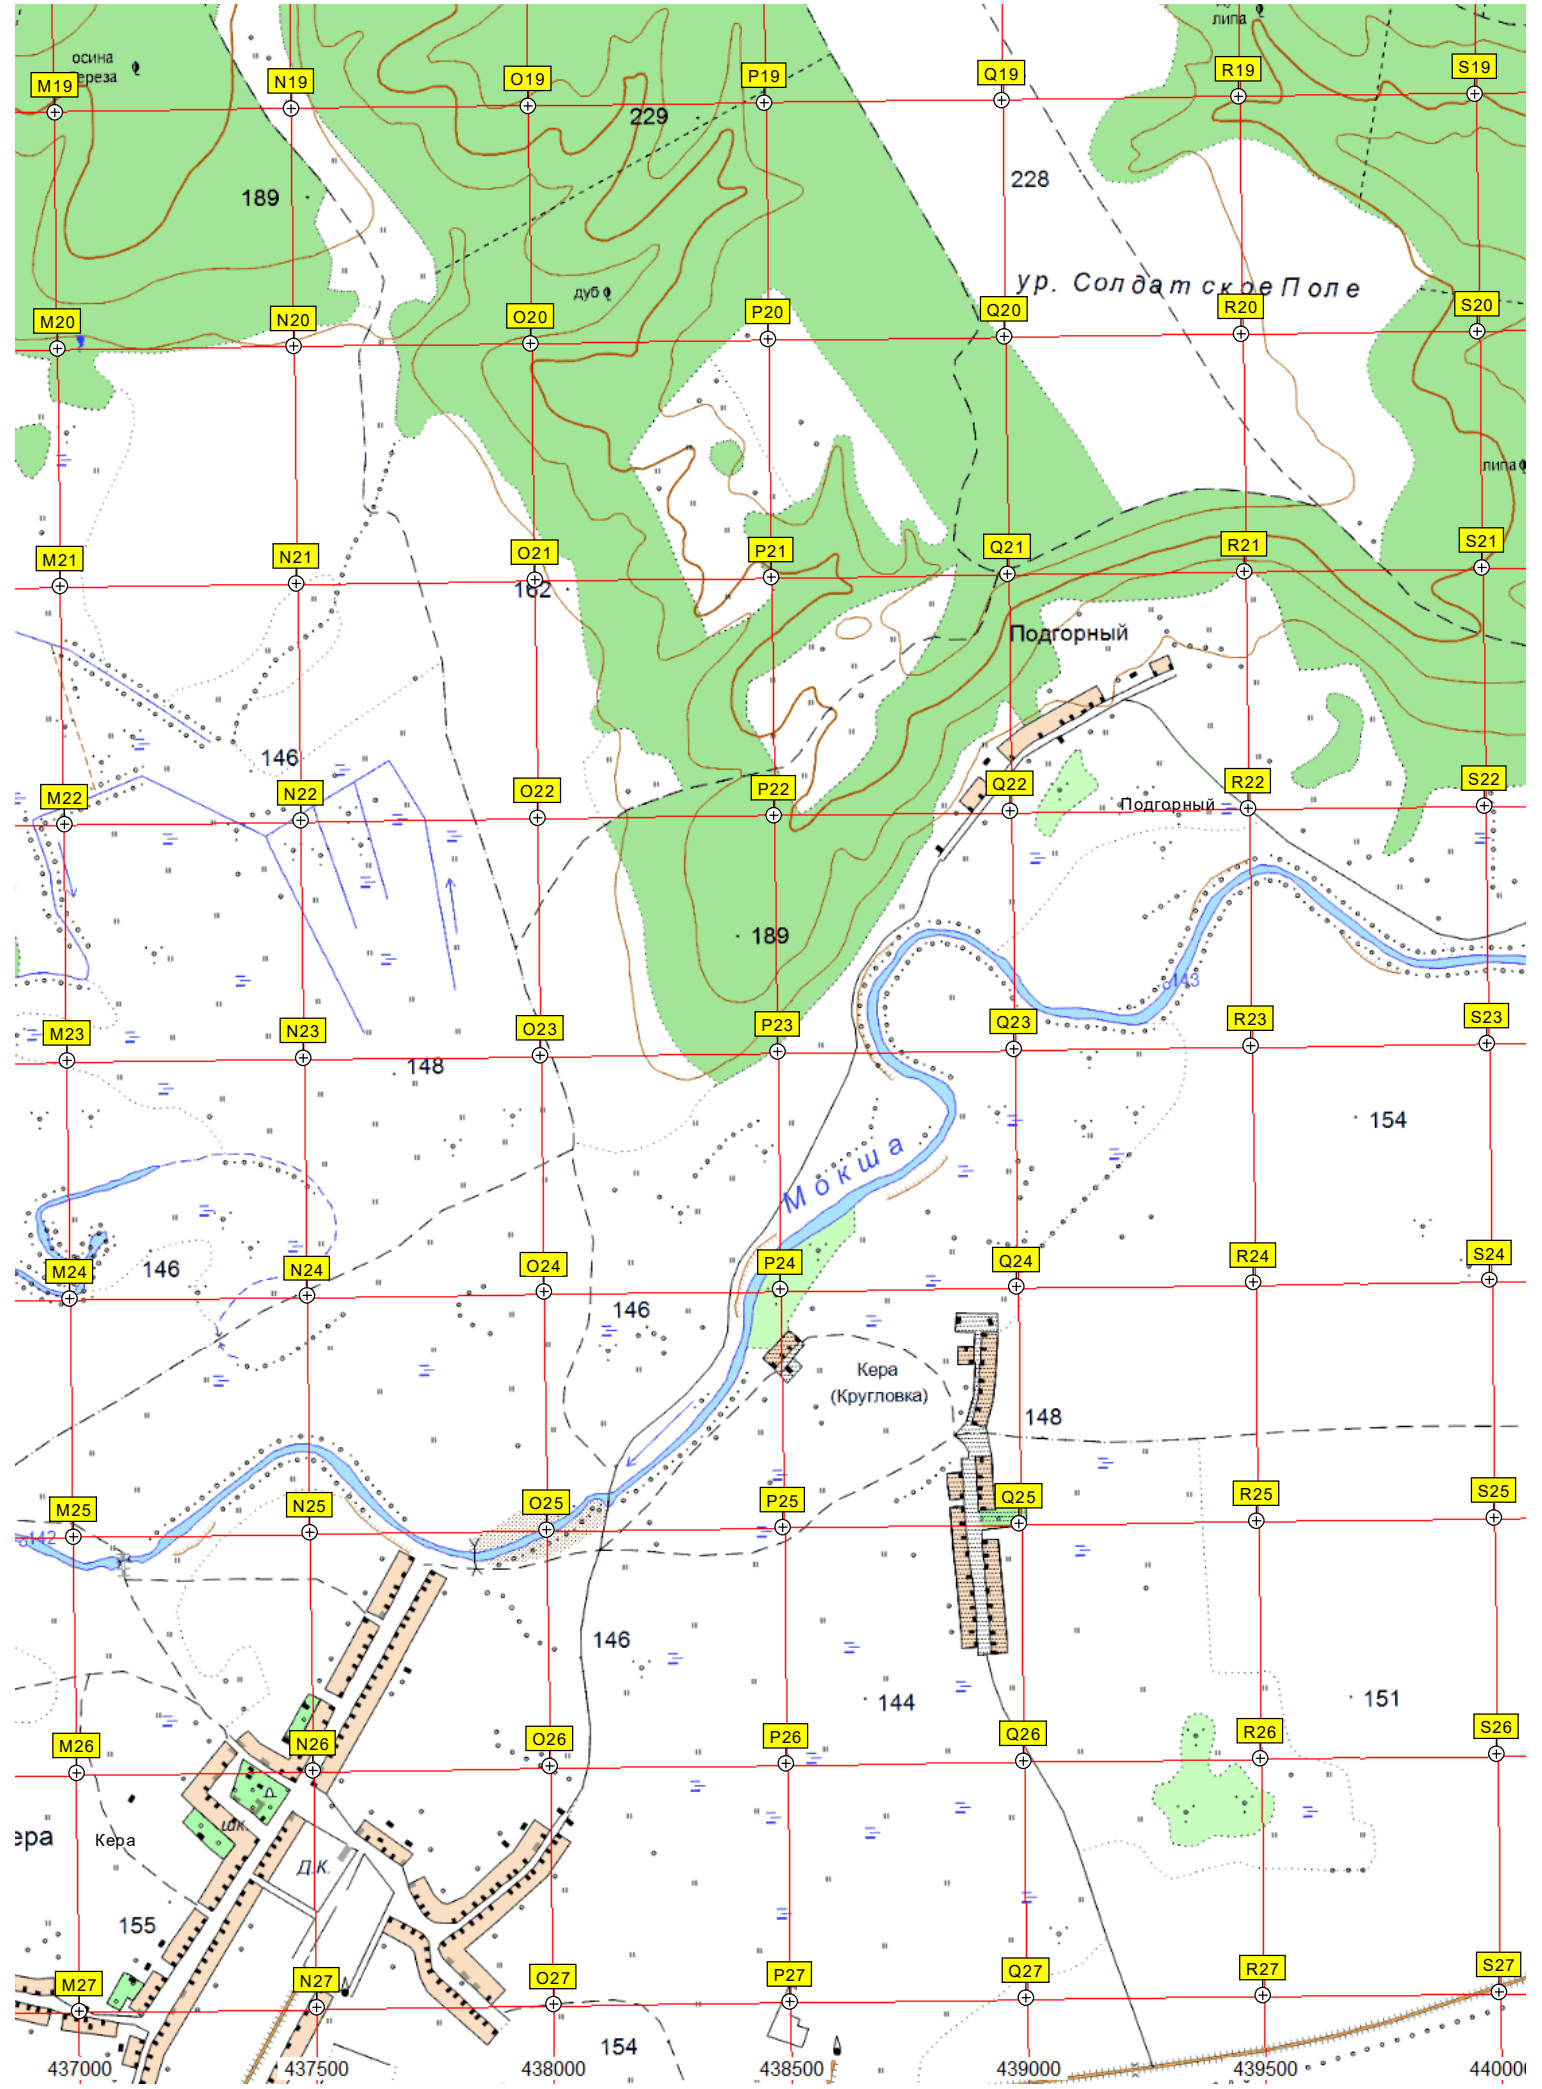 липа
осина
M19 N19 O19 P19 Q19 R19 S19
229
228
189
ур. Солдатское Поле
дуб
M20 N20 O20 P20 Q20 R20 S20
липа
M21 N21 O21 P21 Q21 R21 S21
162
Подгорный
146
M22 N22 O22 P22 Q22 R22 S22
Подгорный
189
143
M23 N23 O23 P23 Q23 R23 S23
148
154
Мокша
M24 N24 O24 P24 Q24 R24 S24
146
146
Кера
(Кругловка)
148
M25 N25 O25 P25 Q25 R25 S25
142
146
144
151
M26 N26 O26 P26 Q26 R26 S26
шк.
ера
Кера
Д.К.
155
M27 N27 O27 P27 Q27 R27 S27
154
437000 437500 438000 438500 439000 439500 440000